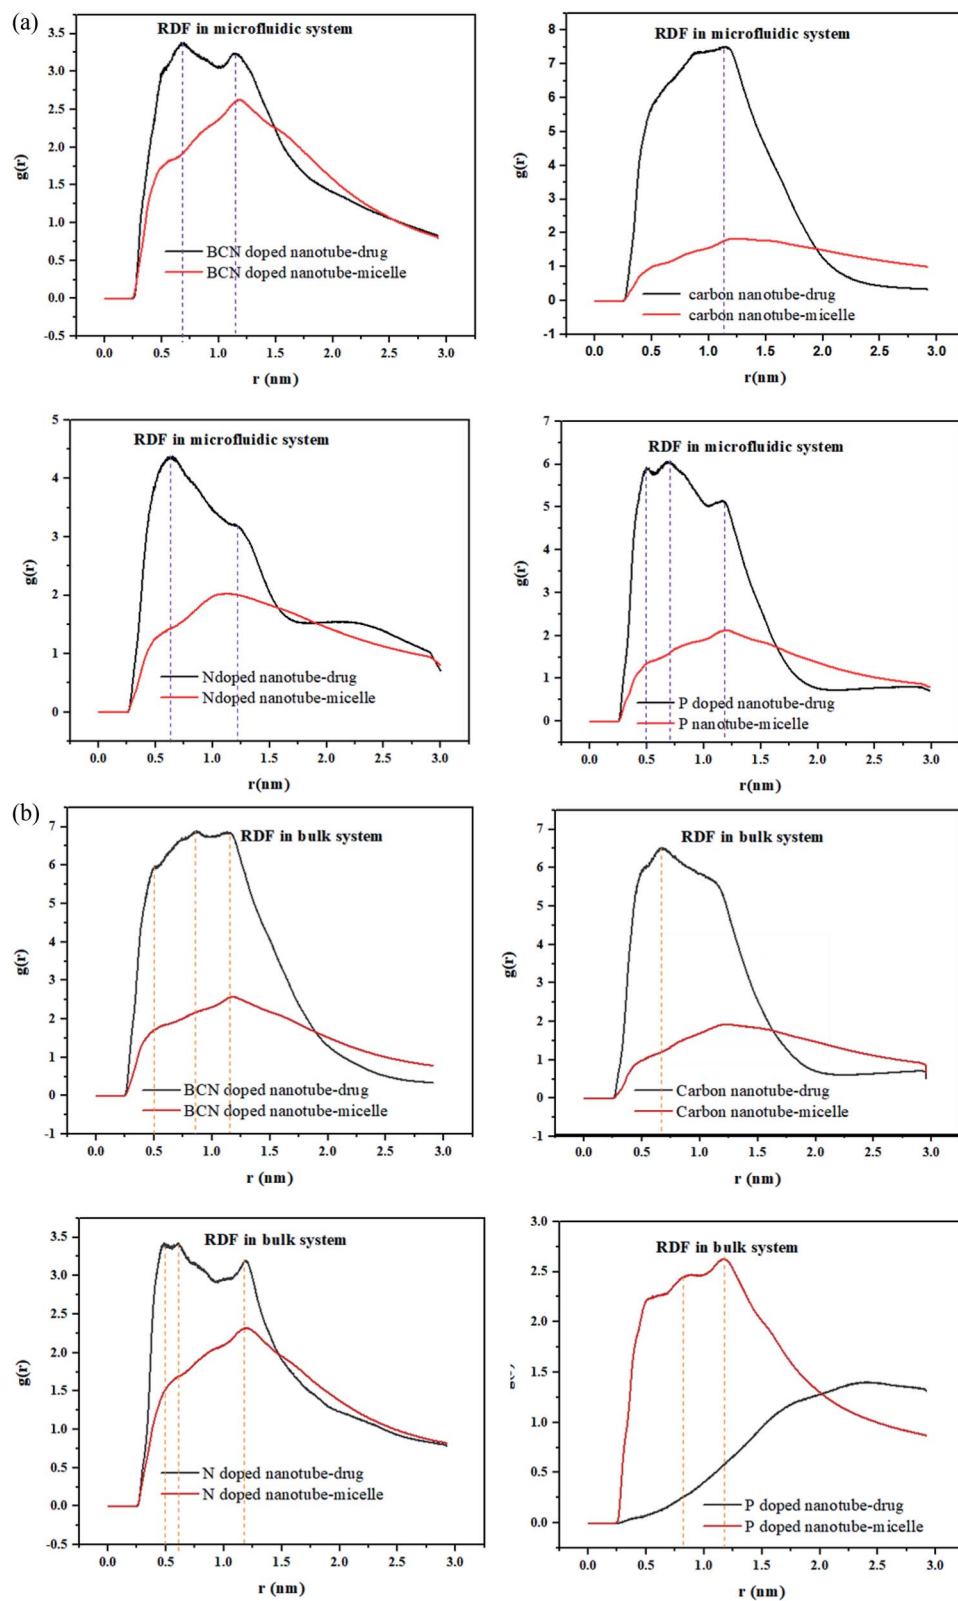 (a)
RDF in microfluidic system
3.5
3.0
2.5
2.0
1.5
1.0
0.5
0.0
-0.5
g(r)
BCN doped nanotube-drug
BCN doped nanotube-micelle
0.0 0.5 1.0 1.5 2.0 2.5 3.0
r (nm)
RDF in microfluidic system
8
7
6
5
4
3
2
1
0
-1
g(r)
carbon nanotube-drug
carbon nanotube-micelle
0.0 0.5 1.0 1.5 2.0 2.5 3.0
r(nm)
RDF in microfluidic system
5
4
3
2
1
0
g(r)
Ndoped nanotube-drug
Ndoped nanotube-micelle
0.0 0.5 1.0 1.5 2.0 2.5 3.0
r(nm)
RDF in microfluidic system
7
6
5
4
3
2
1
0
g(r)
P doped nanotube-drug
P nanotube-micelle
0.0 0.5 1.0 1.5 2.0 2.5 3.0
r(nm)
(b)
RDF in bulk system
7
6
5
4
3
2
1
0
-1
g(r)
BCN doped nanotube-drug
BCN doped nanotube-micelle
0.0 0.5 1.0 1.5 2.0 2.5 3.0
r (nm)
RDF in bulk system
7
6
5
4
3
2
1
0
-1
g(r)
Carbon nanotube-drug
Carbon nanotube-micelle
0.0 0.5 1.0 1.5 2.0 2.5 3.0
r (nm)
RDF in bulk system
3.5
3.0
2.5
2.0
1.5
1.0
0.5
0.0
-0.5
g(r)
N doped nanotube-drug
N doped nanotube-micelle
0.0 0.5 1.0 1.5 2.0 2.5 3.0
r (nm)
RDF in bulk system
3.0
2.5
2.0
1.5
1.0
0.5
0.0
P doped nanotube-drug
P doped nanotube-micelle
0.0 0.5 1.0 1.5 2.0 2.5 3.0
r (nm)